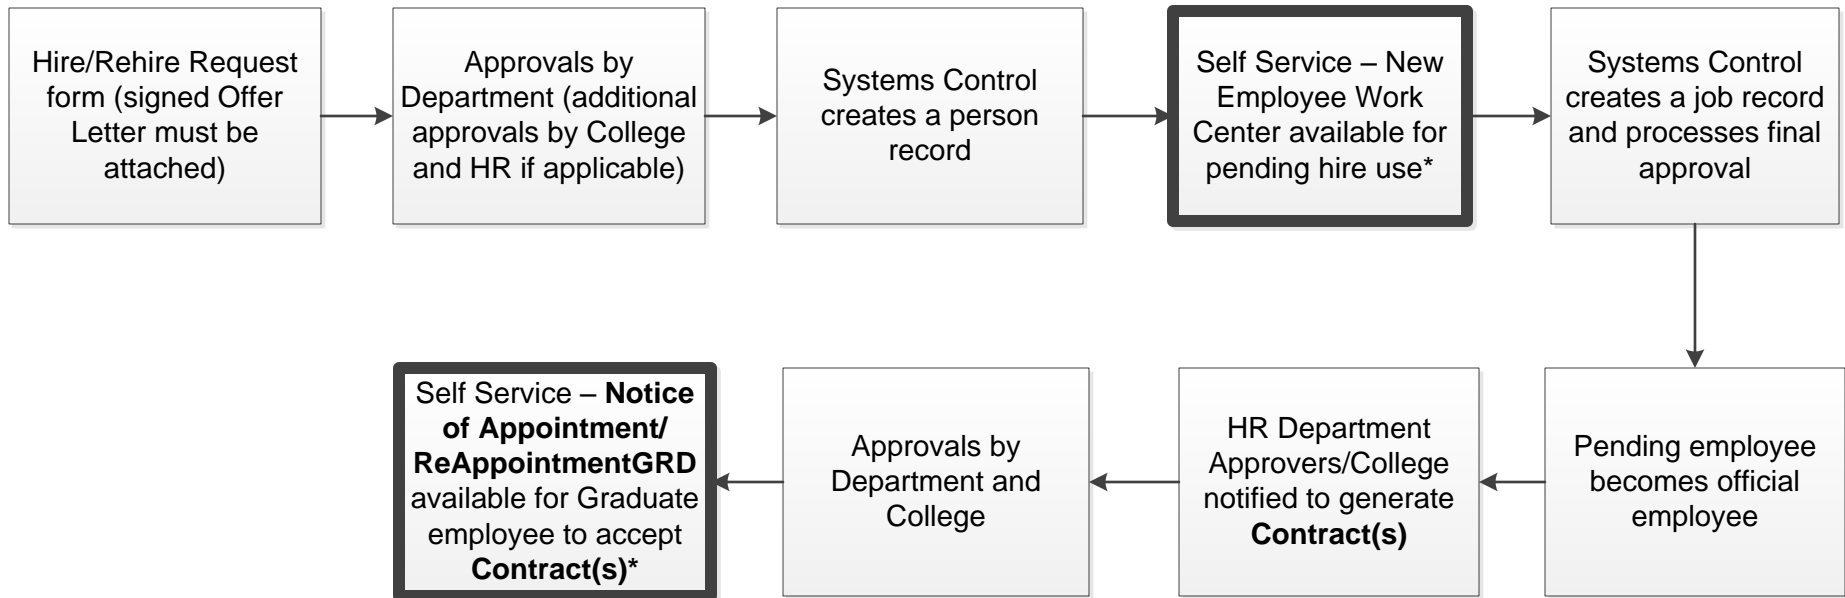 Hire/Rehire Request
form (signed Offer
Letter must be
attached)
Approvals by
Department (additional
approvals by College
and HR if applicable)
Systems Control
creates a person
record
Self Service – New
Employee Work
Center available for
pending hire use*
Systems Control
creates a job record
and processes final
approval
Pending employee
becomes official
employee
HR Department
Approvers/College
notified to generate
Contract(s)
Approvals by
Department and
College
Self Service – Notice
of Appointment/
ReAppointmentGRD
available for Graduate
employee to accept
Contract(s)*